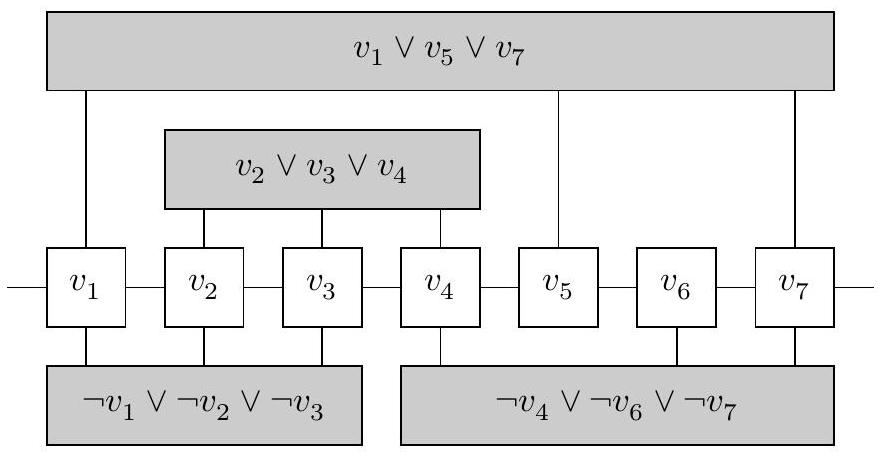 v₁ ∨ v₅ ∨ v₇
v₂ ∨ v₃ ∨ v₄
v₁ v₂ v₃ v₄ v₅ v₆ v₇
¬v₁ ∨ ¬v₂ ∨ ¬v₃ ¬v₄ ∨ ¬v₆ ∨ ¬v₇